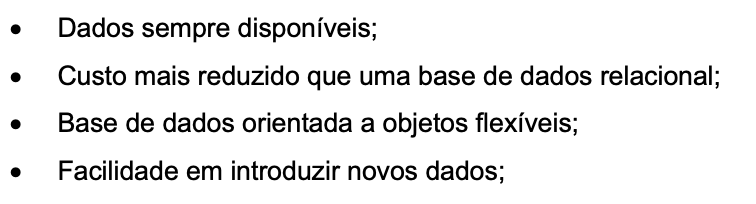 • Dados sempre disponíveis;
• Custo mais reduzido que uma base de dados relacional;
• Base de dados orientada a objetos flexíveis;
• Facilidade em introduzir novos dados;